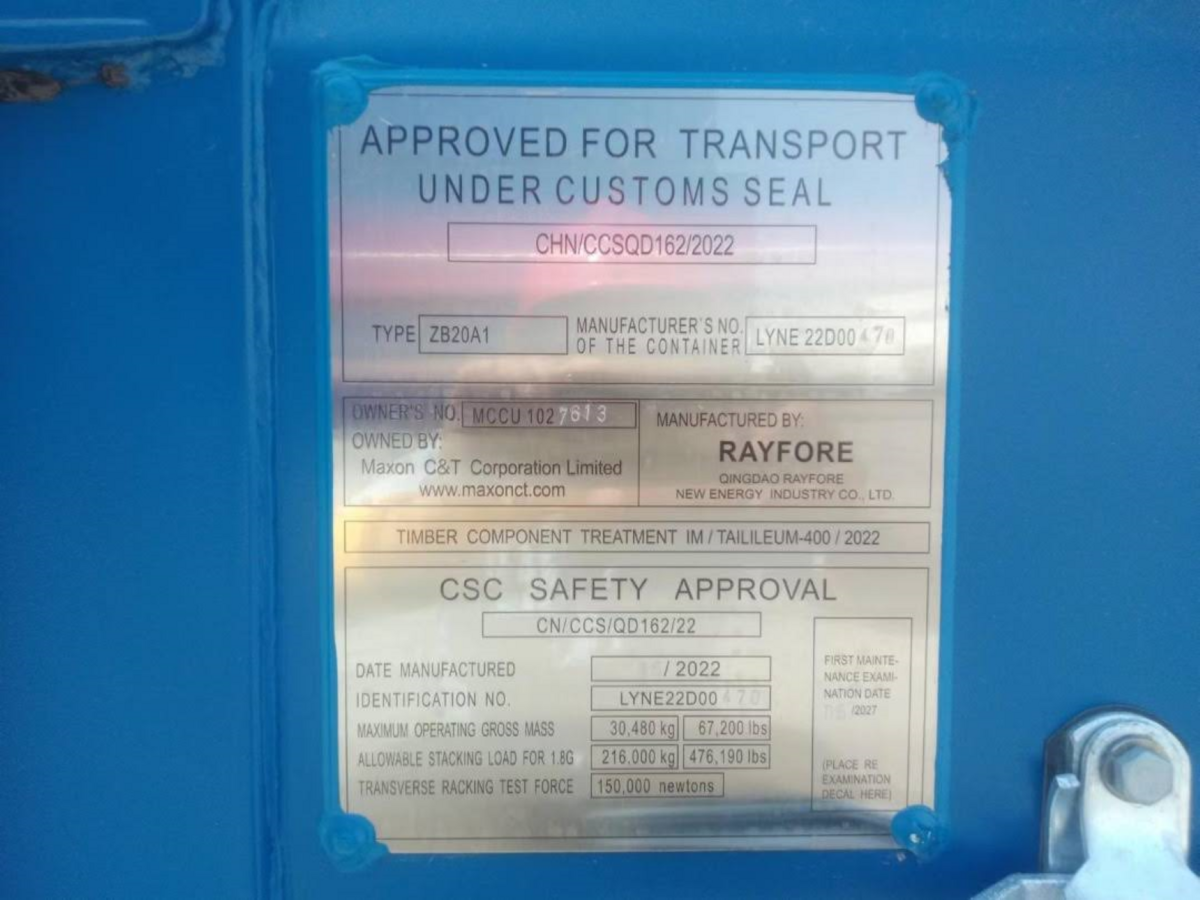 APPROVED FOR TRANSPORT
UNDER CUSTOMS SEAL
CHN/CCSQD162/2022
TYPE ZB20A1
MANUFACTURER'S NO.
OF THE CONTAINER
LYNE 22D00470
OWNER'S NO. MCCU 1027613
OWNED BY:
Maxon C&T Corporation Limited
www.maxonct.com
MANUFACTURED BY:
RAYFORE
QINGDAO RAYFORE
NEW ENERGY INDUSTRY CO., LTD.
TIMBER COMPONENT TREATMENT IM / TAILILEUM-400 / 2022
CSC SAFETY APPROVAL
CN/CCS/QD162/22
DATE MANUFACTURED / 2022
IDENTIFICATION NO. LYNE22D00470
MAXIMUM OPERATING GROSS MASS 30,480 kg 67,200 lbs
ALLOWABLE STACKING LOAD FOR 1.8G 216,000 kg 476,190 lbs
TRANSVERSE RACKING TEST FORCE 150,000 newtons
FIRST MAINTE-
NANCE EXAMI-
NATION DATE
/2027
(PLACE RE
EXAMINATION
DECAL HERE)